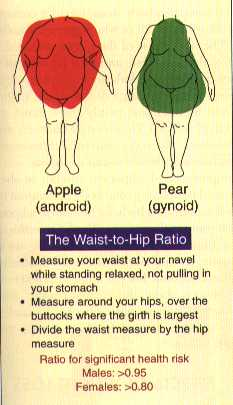 Apple Pear
(android) (gynoid)
The Waist-to-Hip Ratio
• Measure your waist at your navel
while standing relaxed, not pulling in
your stomach
• Measure around your hips, over the
buttocks where the girth is largest
• Divide the waist measure by the hip
measure
Ratio for significant health risk
Males: >0.95
Females: >0.80